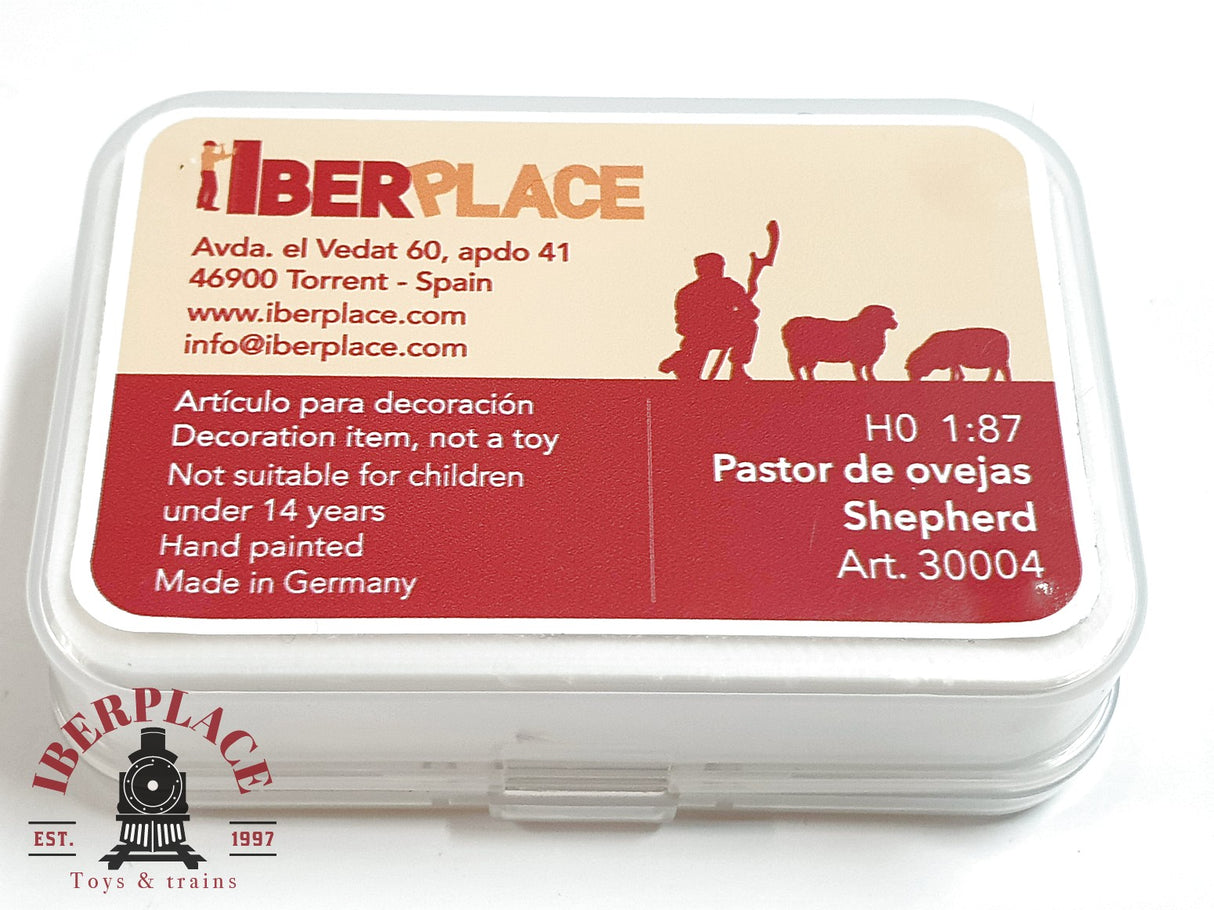 IBERPLACE
Avda. el Vedat 60, apdo 41
46900 Torrent - Spain
www.iberplace.com
info@iberplace.com
Artículo para decoración
Decoration item, not a toy
Not suitable for children
under 14 years
Hand painted
Made in Germany
H0 1:87
Pastor de ovejas
Shepherd
Art. 30004
IBERPLACE
EST. 1997
Toys & trains